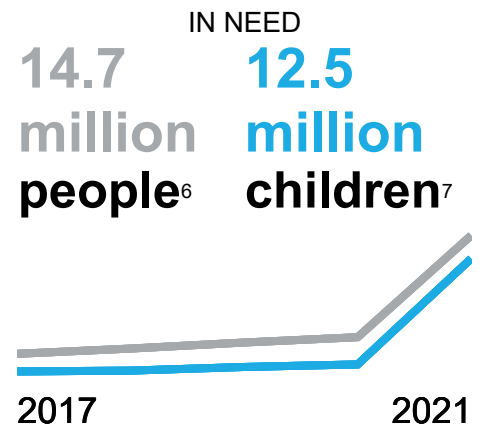 IN NEED
14.7
million
people⁶
12.5
million
children⁷
2017 2021